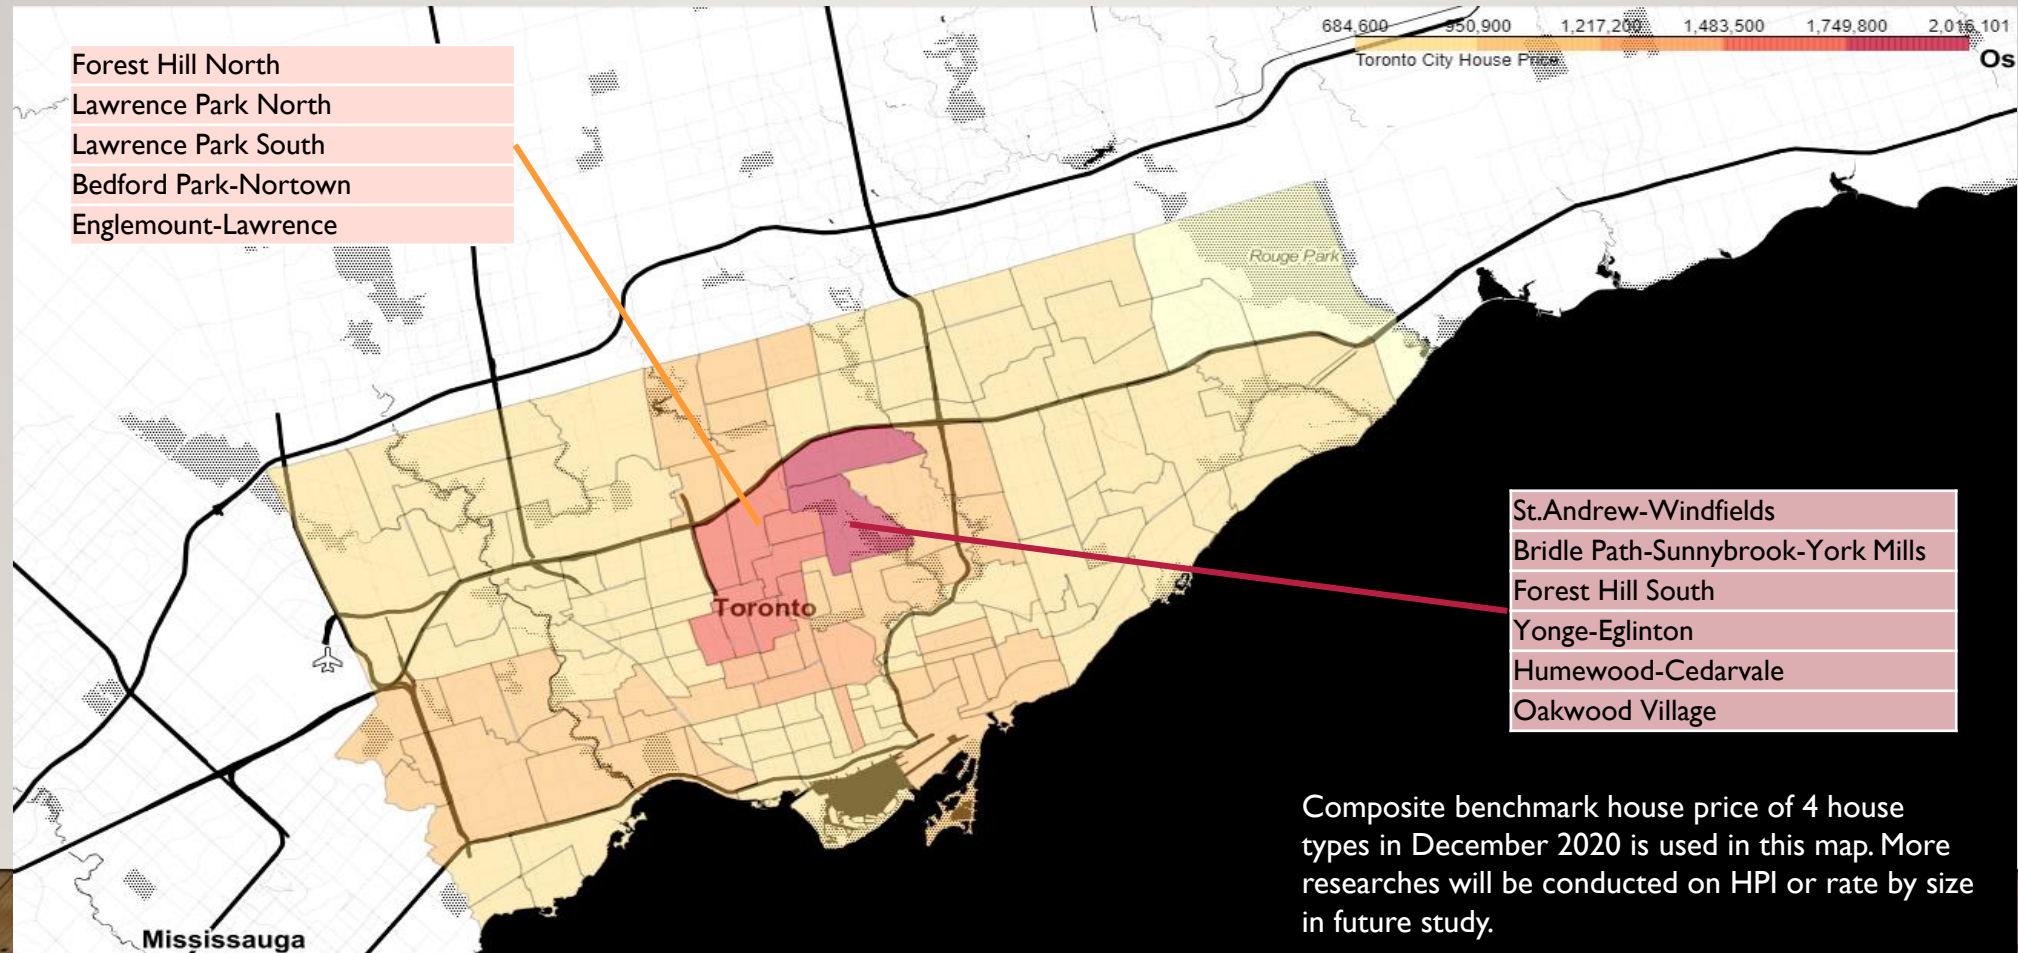 684,600 950,900 1,217,200 1,483,500 1,749,800 2,016,101
Toronto City House Price
Os
Forest Hill North
Lawrence Park North
Lawrence Park South
Bedford Park-Nortown
Englemount-Lawrence
Rouge Park
Toronto
St.Andrew-Windfields
Bridle Path-Sunnybrook-York Mills
Forest Hill South
Yonge-Eglinton
Humewood-Cedarvale
Oakwood Village
Composite benchmark house price of 4 house
types in December 2020 is used in this map. More
researches will be conducted on HPI or rate by size
in future study.
Mississauga